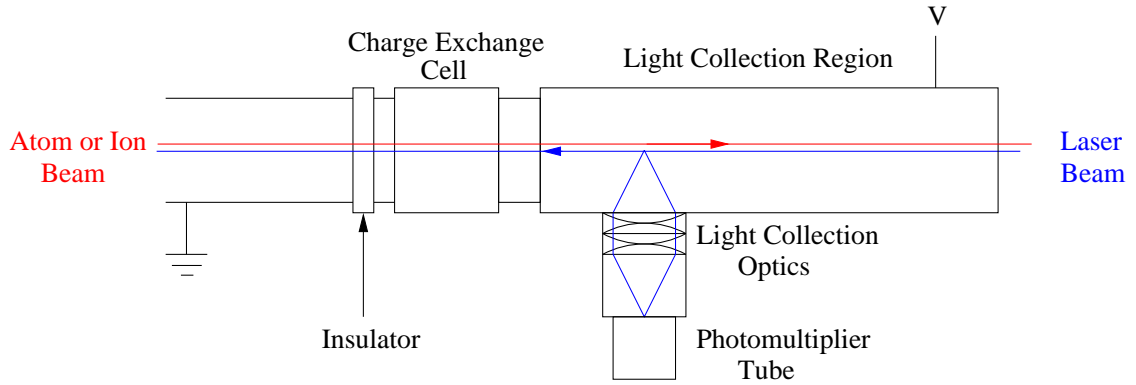 V
Charge Exchange
Cell
Light Collection Region
Atom or Ion
Beam
Laser
Beam
Light Collection
Optics
Insulator
Photomultiplier
Tube